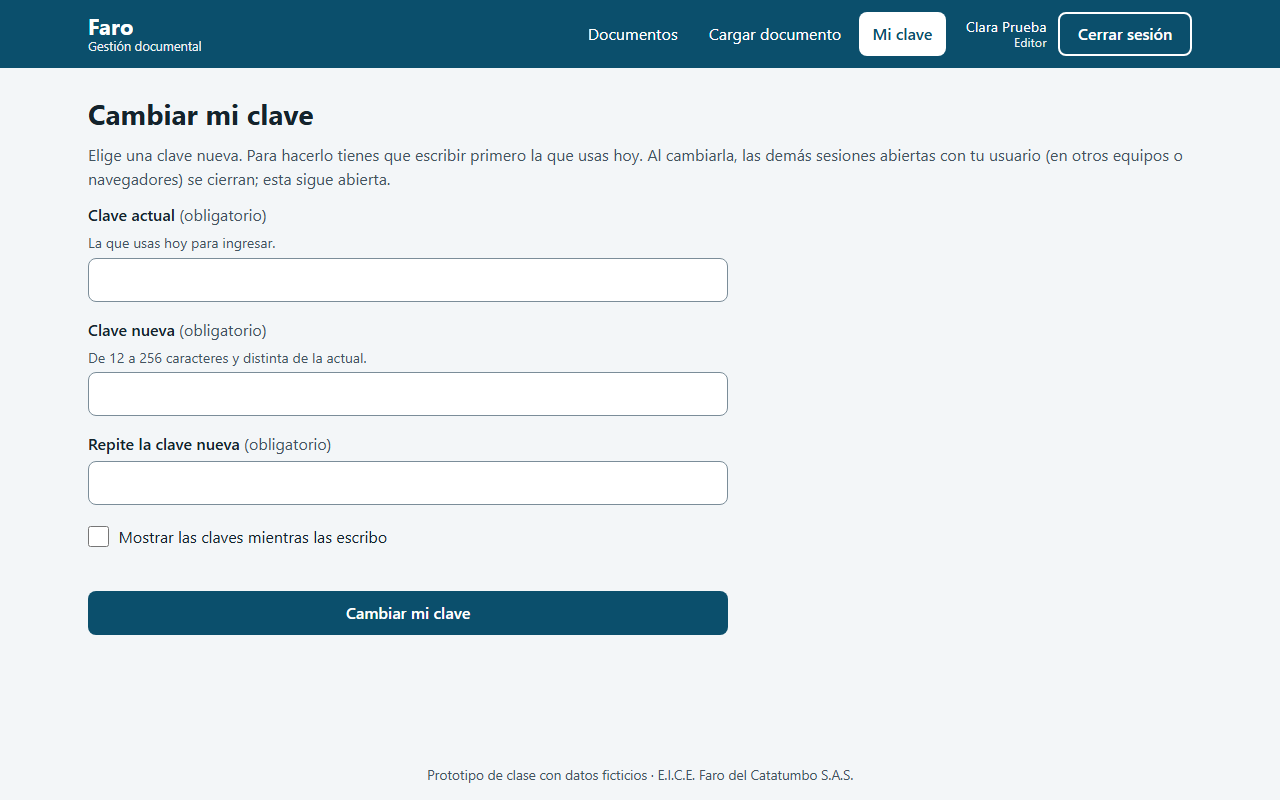 Faro
Gestión documental
Documentos
Cargar documento
Mi clave
Clara Prueba
Editor
Cerrar sesión
Cambiar mi clave
Elige una clave nueva. Para hacerlo tienes que escribir primero la que usas hoy. Al cambiarla, las demás sesiones abiertas con tu usuario (en otros equipos o
navegadores) se cierran; esta sigue abierta.
Clave actual (obligatorio)
La que usas hoy para ingresar.
Clave nueva (obligatorio)
De 12 a 256 caracteres y distinta de la actual.
Repite la clave nueva (obligatorio)
Mostrar las claves mientras las escribo
Cambiar mi clave
Prototipo de clase con datos ficticios · E.I.C.E. Faro del Catatumbo S.A.S.